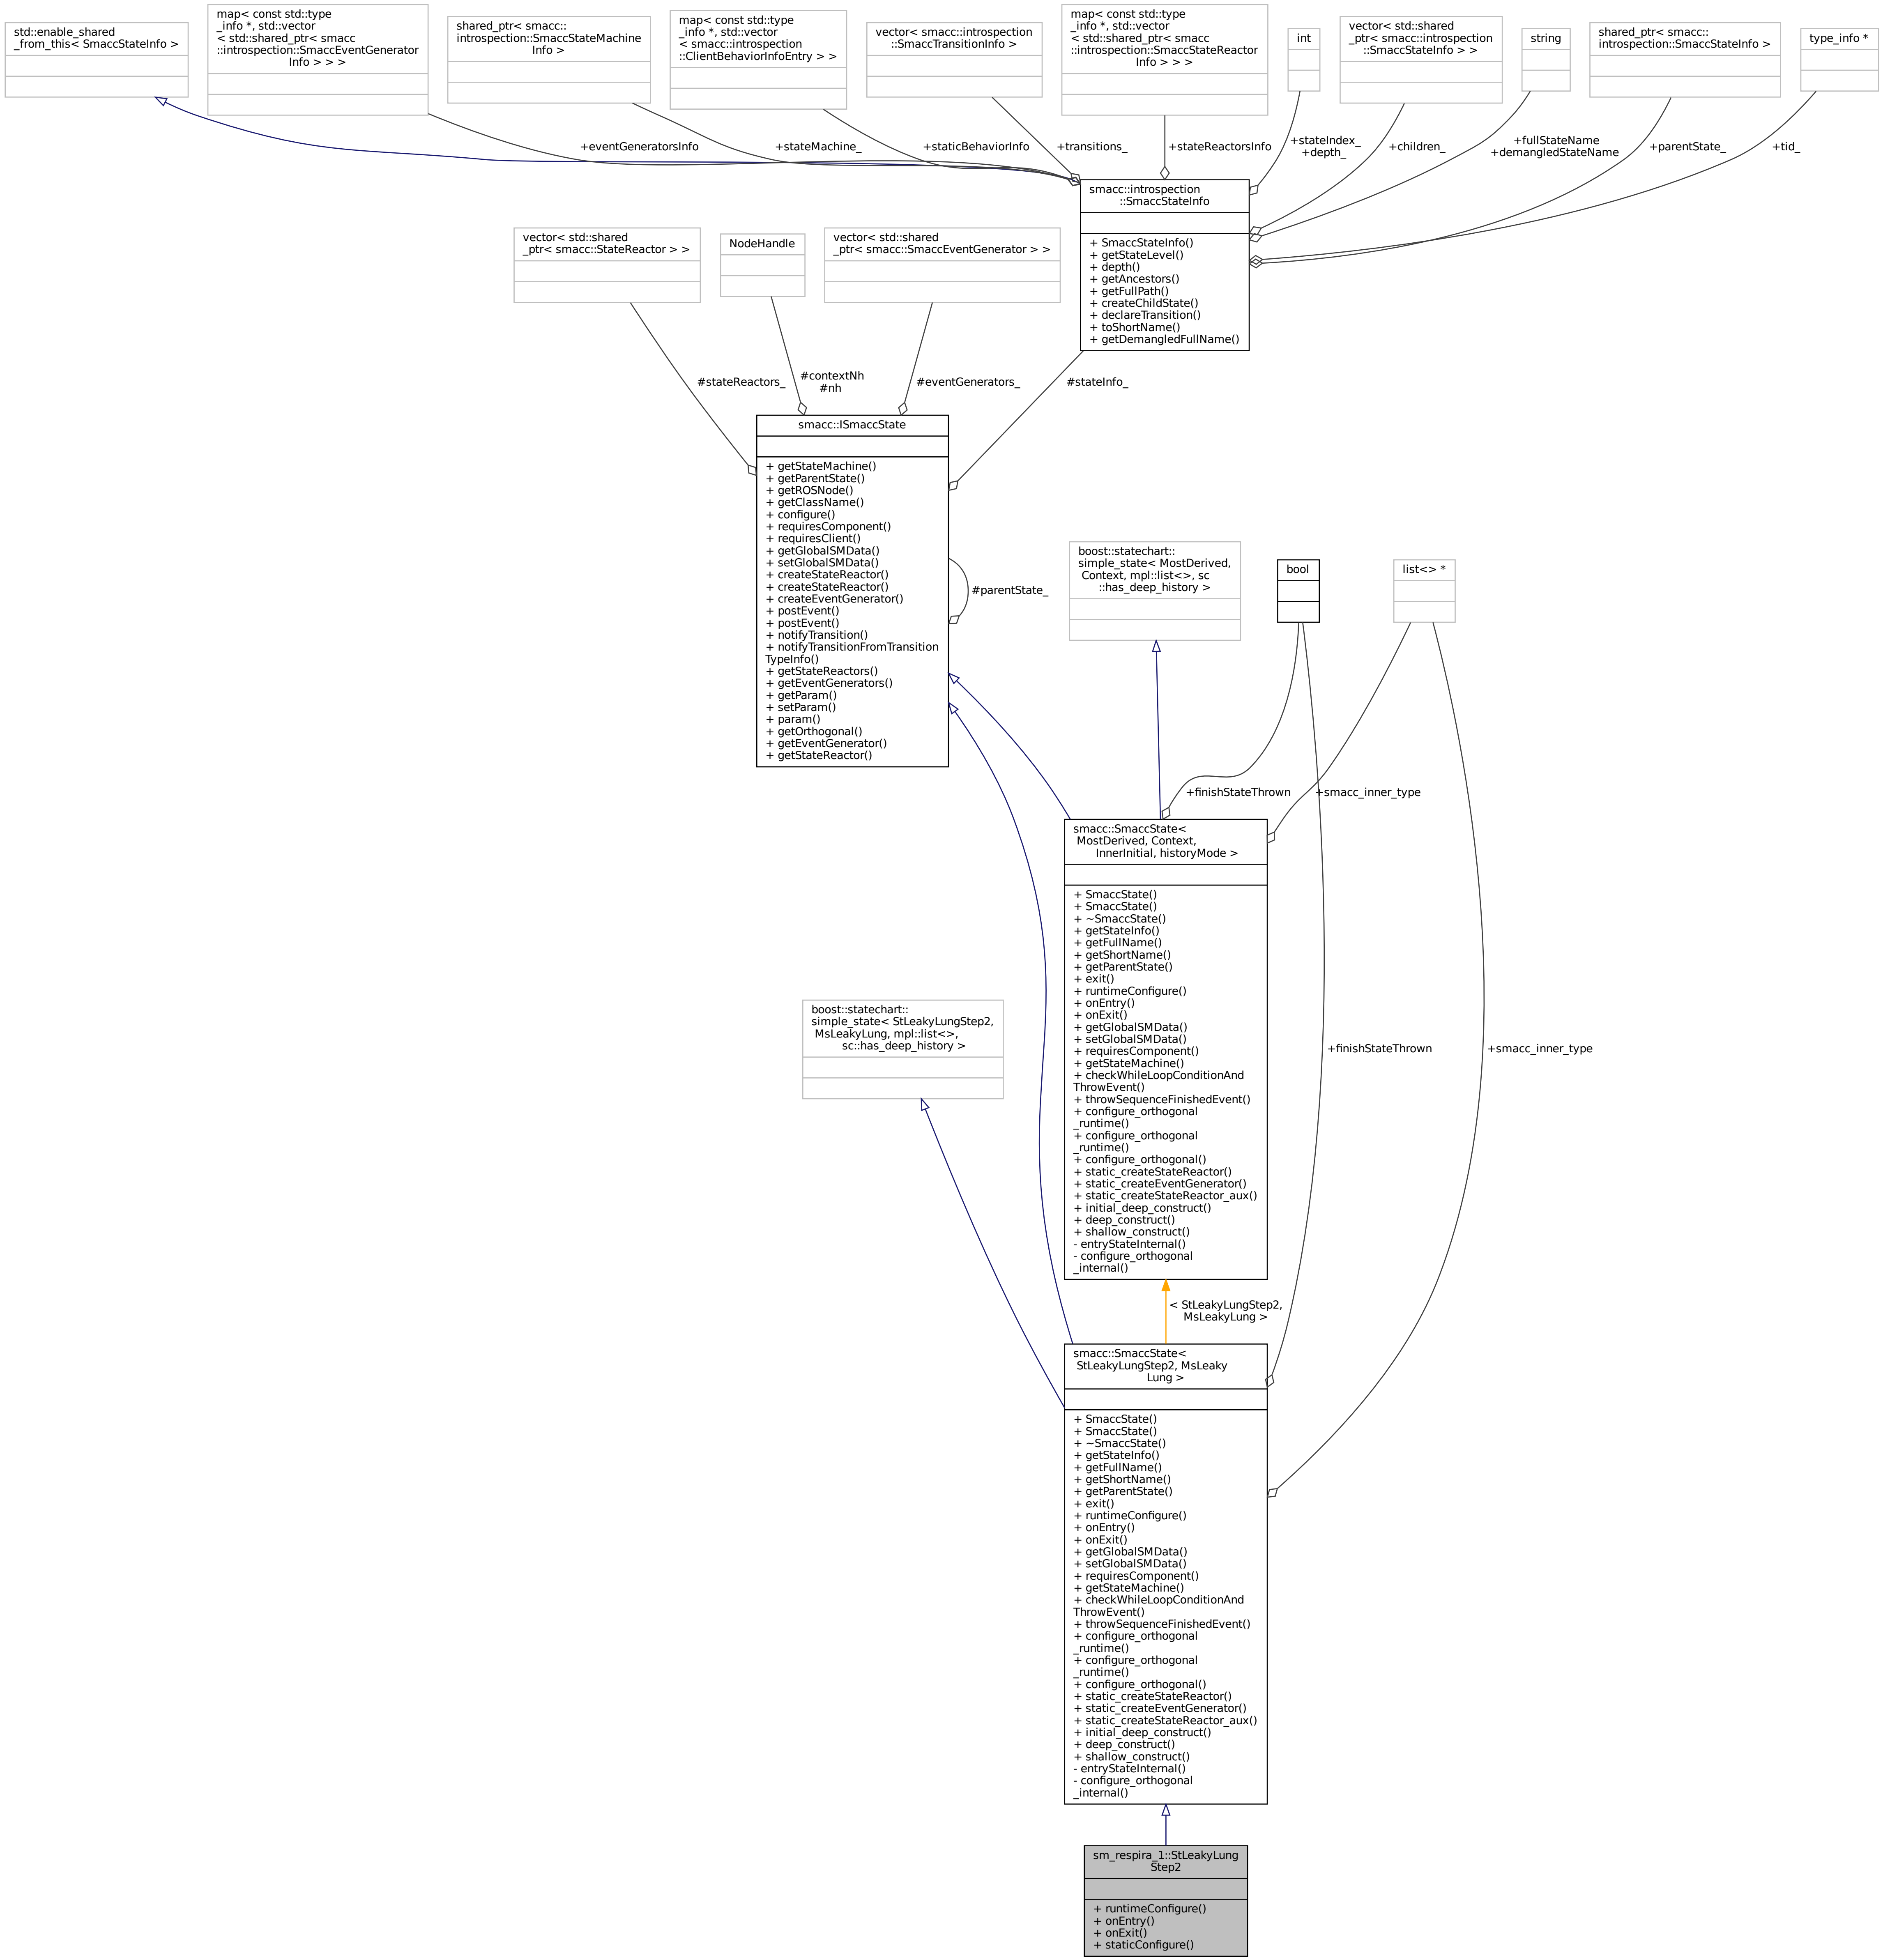 std::enable_shared
_from_this< SmaccStateInfo >
map< const std::type
_info *, std::vector
< std::shared_ptr< smacc
::introspection::SmaccEventGenerator
Info > > >
shared_ptr< smacc::
introspection::SmaccStateMachine
Info >
map< const std::type
_info *, std::vector
< smacc::introspection
::ClientBehaviorInfoEntry > >
vector< smacc::introspection
::SmaccTransitionInfo >
map< const std::type
_info *, std::vector
< std::shared_ptr< smacc
::introspection::SmaccStateReactor
Info > > >
int
vector< std::shared
_ptr< smacc::introspection
::SmaccStateInfo > >
string
shared_ptr< smacc::
introspection::SmaccStateInfo >
type_info *
+eventGeneratorsInfo
+stateMachine_
+staticBehaviorInfo
+transitions_
+stateReactorsInfo
+stateIndex_
+depth_
+children_
+fullStateName
+demangledStateName
+parentState_
+tid_
smacc::introspection
::SmaccStateInfo
+ SmaccStateInfo()
+ getStateLevel()
+ depth()
+ getAncestors()
+ getFullPath()
+ createChildState()
+ declareTransition()
+ toShortName()
+ getDemangledFullName()
vector< std::shared
_ptr< smacc::StateReactor > >
NodeHandle
vector< std::shared
_ptr< smacc::SmaccEventGenerator > >
#stateReactors_
#contextNh
#nh
#eventGenerators_
#stateInfo_
smacc::ISmaccState
+ getStateMachine()
+ getParentState()
+ getROSNode()
+ getClassName()
+ configure()
+ requiresComponent()
+ requiresClient()
+ getGlobalSMData()
+ setGlobalSMData()
+ createStateReactor()
+ createStateReactor()
+ createEventGenerator()
+ postEvent()
+ postEvent()
+ notifyTransition()
+ notifyTransitionFromTransition
TypeInfo()
+ getStateReactors()
+ getEventGenerators()
+ getParam()
+ setParam()
+ param()
+ getOrthogonal()
+ getEventGenerator()
+ getStateReactor()
#parentState_
boost::statechart::
simple_state< MostDerived,
Context, mpl::list<>, sc
::has_deep_history >
bool
list<> *
+finishStateThrown
+smacc_inner_type
smacc::SmaccState<
MostDerived, Context,
InnerInitial, historyMode >
+ SmaccState()
+ SmaccState()
+ ~SmaccState()
+ getStateInfo()
+ getFullName()
+ getShortName()
+ getParentState()
+ exit()
+ runtimeConfigure()
+ onEntry()
+ onExit()
+ getGlobalSMData()
+ setGlobalSMData()
+ requiresComponent()
+ getStateMachine()
+ checkWhileLoopConditionAnd
ThrowEvent()
+ throwSequenceFinishedEvent()
+ configure_orthogonal
_runtime()
+ configure_orthogonal
_runtime()
+ configure_orthogonal()
+ static_createStateReactor()
+ static_createEventGenerator()
+ static_createStateReactor_aux()
+ initial_deep_construct()
+ deep_construct()
+ shallow_construct()
- entryStateInternal()
- configure_orthogonal
_internal()
boost::statechart::
simple_state< StLeakyLungStep2,
MsLeakyLung, mpl::list<>,
sc::has_deep_history >
+finishStateThrown
+smacc_inner_type
< StLeakyLungStep2,
MsLeakyLung >
smacc::SmaccState<
StLeakyLungStep2, MsLeaky
Lung >
+ SmaccState()
+ SmaccState()
+ ~SmaccState()
+ getStateInfo()
+ getFullName()
+ getShortName()
+ getParentState()
+ exit()
+ runtimeConfigure()
+ onEntry()
+ onExit()
+ getGlobalSMData()
+ setGlobalSMData()
+ requiresComponent()
+ getStateMachine()
+ checkWhileLoopConditionAnd
ThrowEvent()
+ throwSequenceFinishedEvent()
+ configure_orthogonal
_runtime()
+ configure_orthogonal
_runtime()
+ configure_orthogonal()
+ static_createStateReactor()
+ static_createEventGenerator()
+ static_createStateReactor_aux()
+ initial_deep_construct()
+ deep_construct()
+ shallow_construct()
- entryStateInternal()
- configure_orthogonal
_internal()
sm_respira_1::StLeakyLung
Step2
+ runtimeConfigure()
+ onEntry()
+ onExit()
+ staticConfigure()